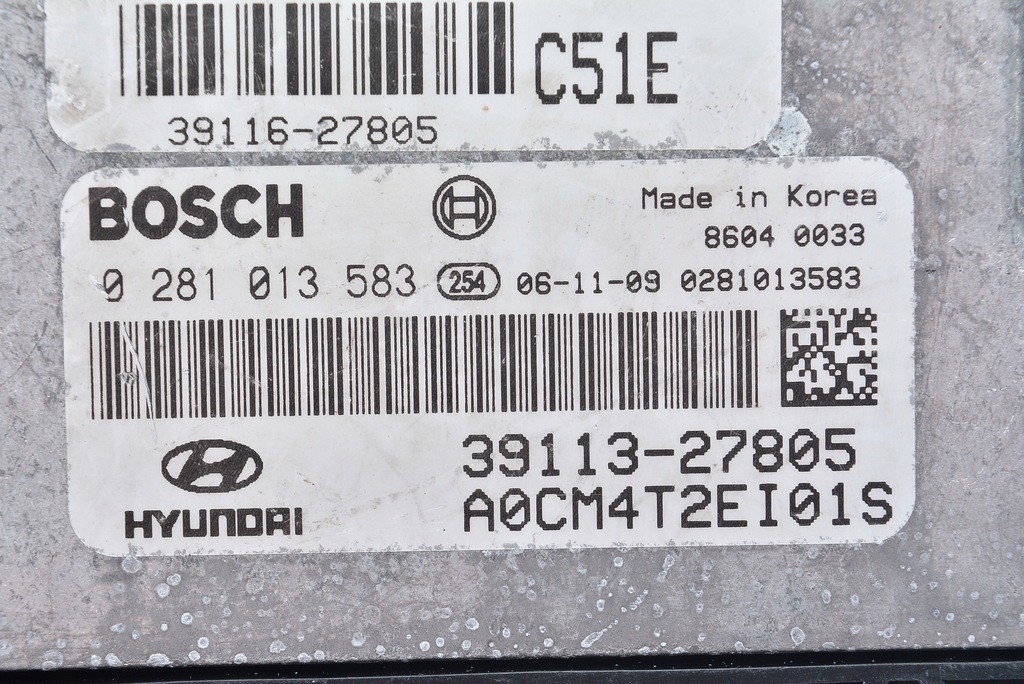 C51E
39116-27805
BOSCH
Made in Korea
8604 0033
0 281 013 583 254 06-11-09 0281013583
39113-27805
HYUNDAI
A0CM4T2EI01S